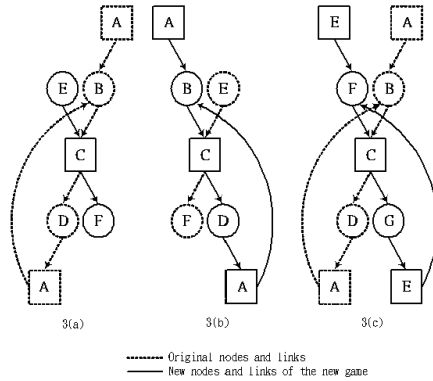 A A E A
E B B E F B
C C C
D F F D D G
A A A E
3(a) 3(b) 3(c)
Original nodes and links
New nodes and links of the new game